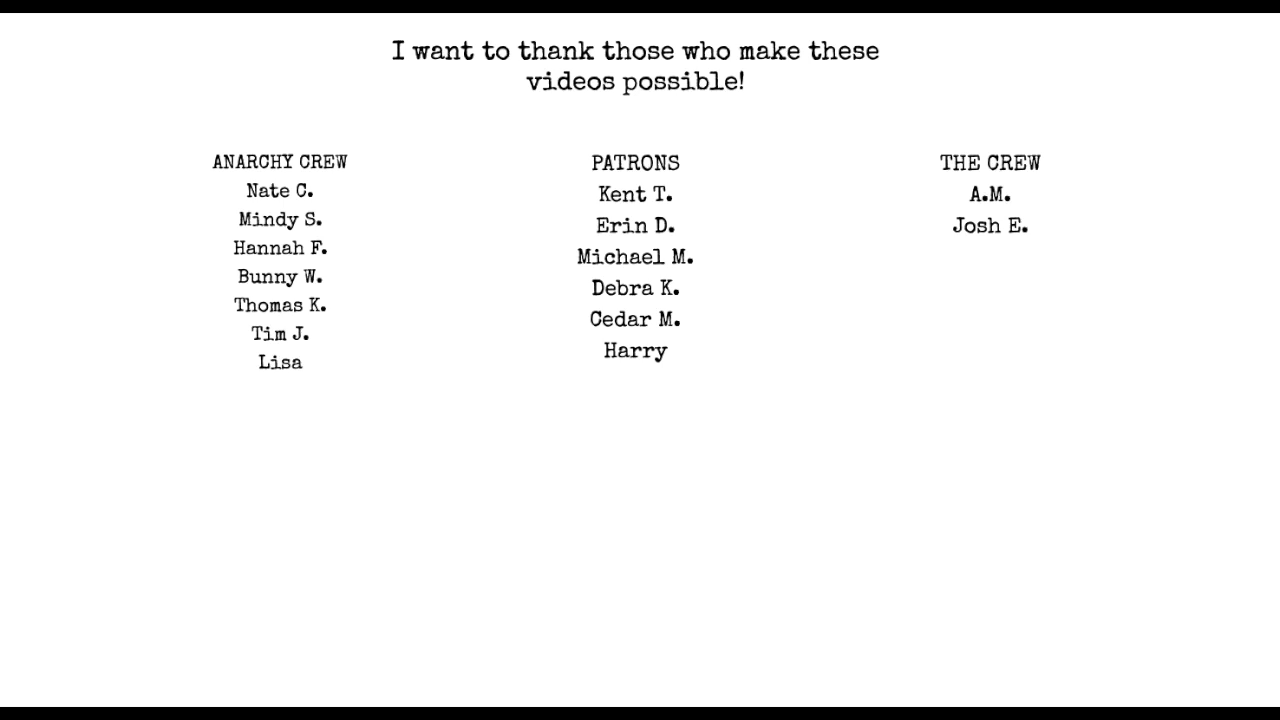 I want to thank those who make these
videos possible!
ANARCHY CREW
Nate C.
Mindy S.
Hannah F.
Bunny W.
Thomas K.
Tim J.
Lisa
PATRONS
Kent T.
Erin D.
Michael M.
Debra K.
Cedar M.
Harry
THE CREW
A.M.
Josh E.